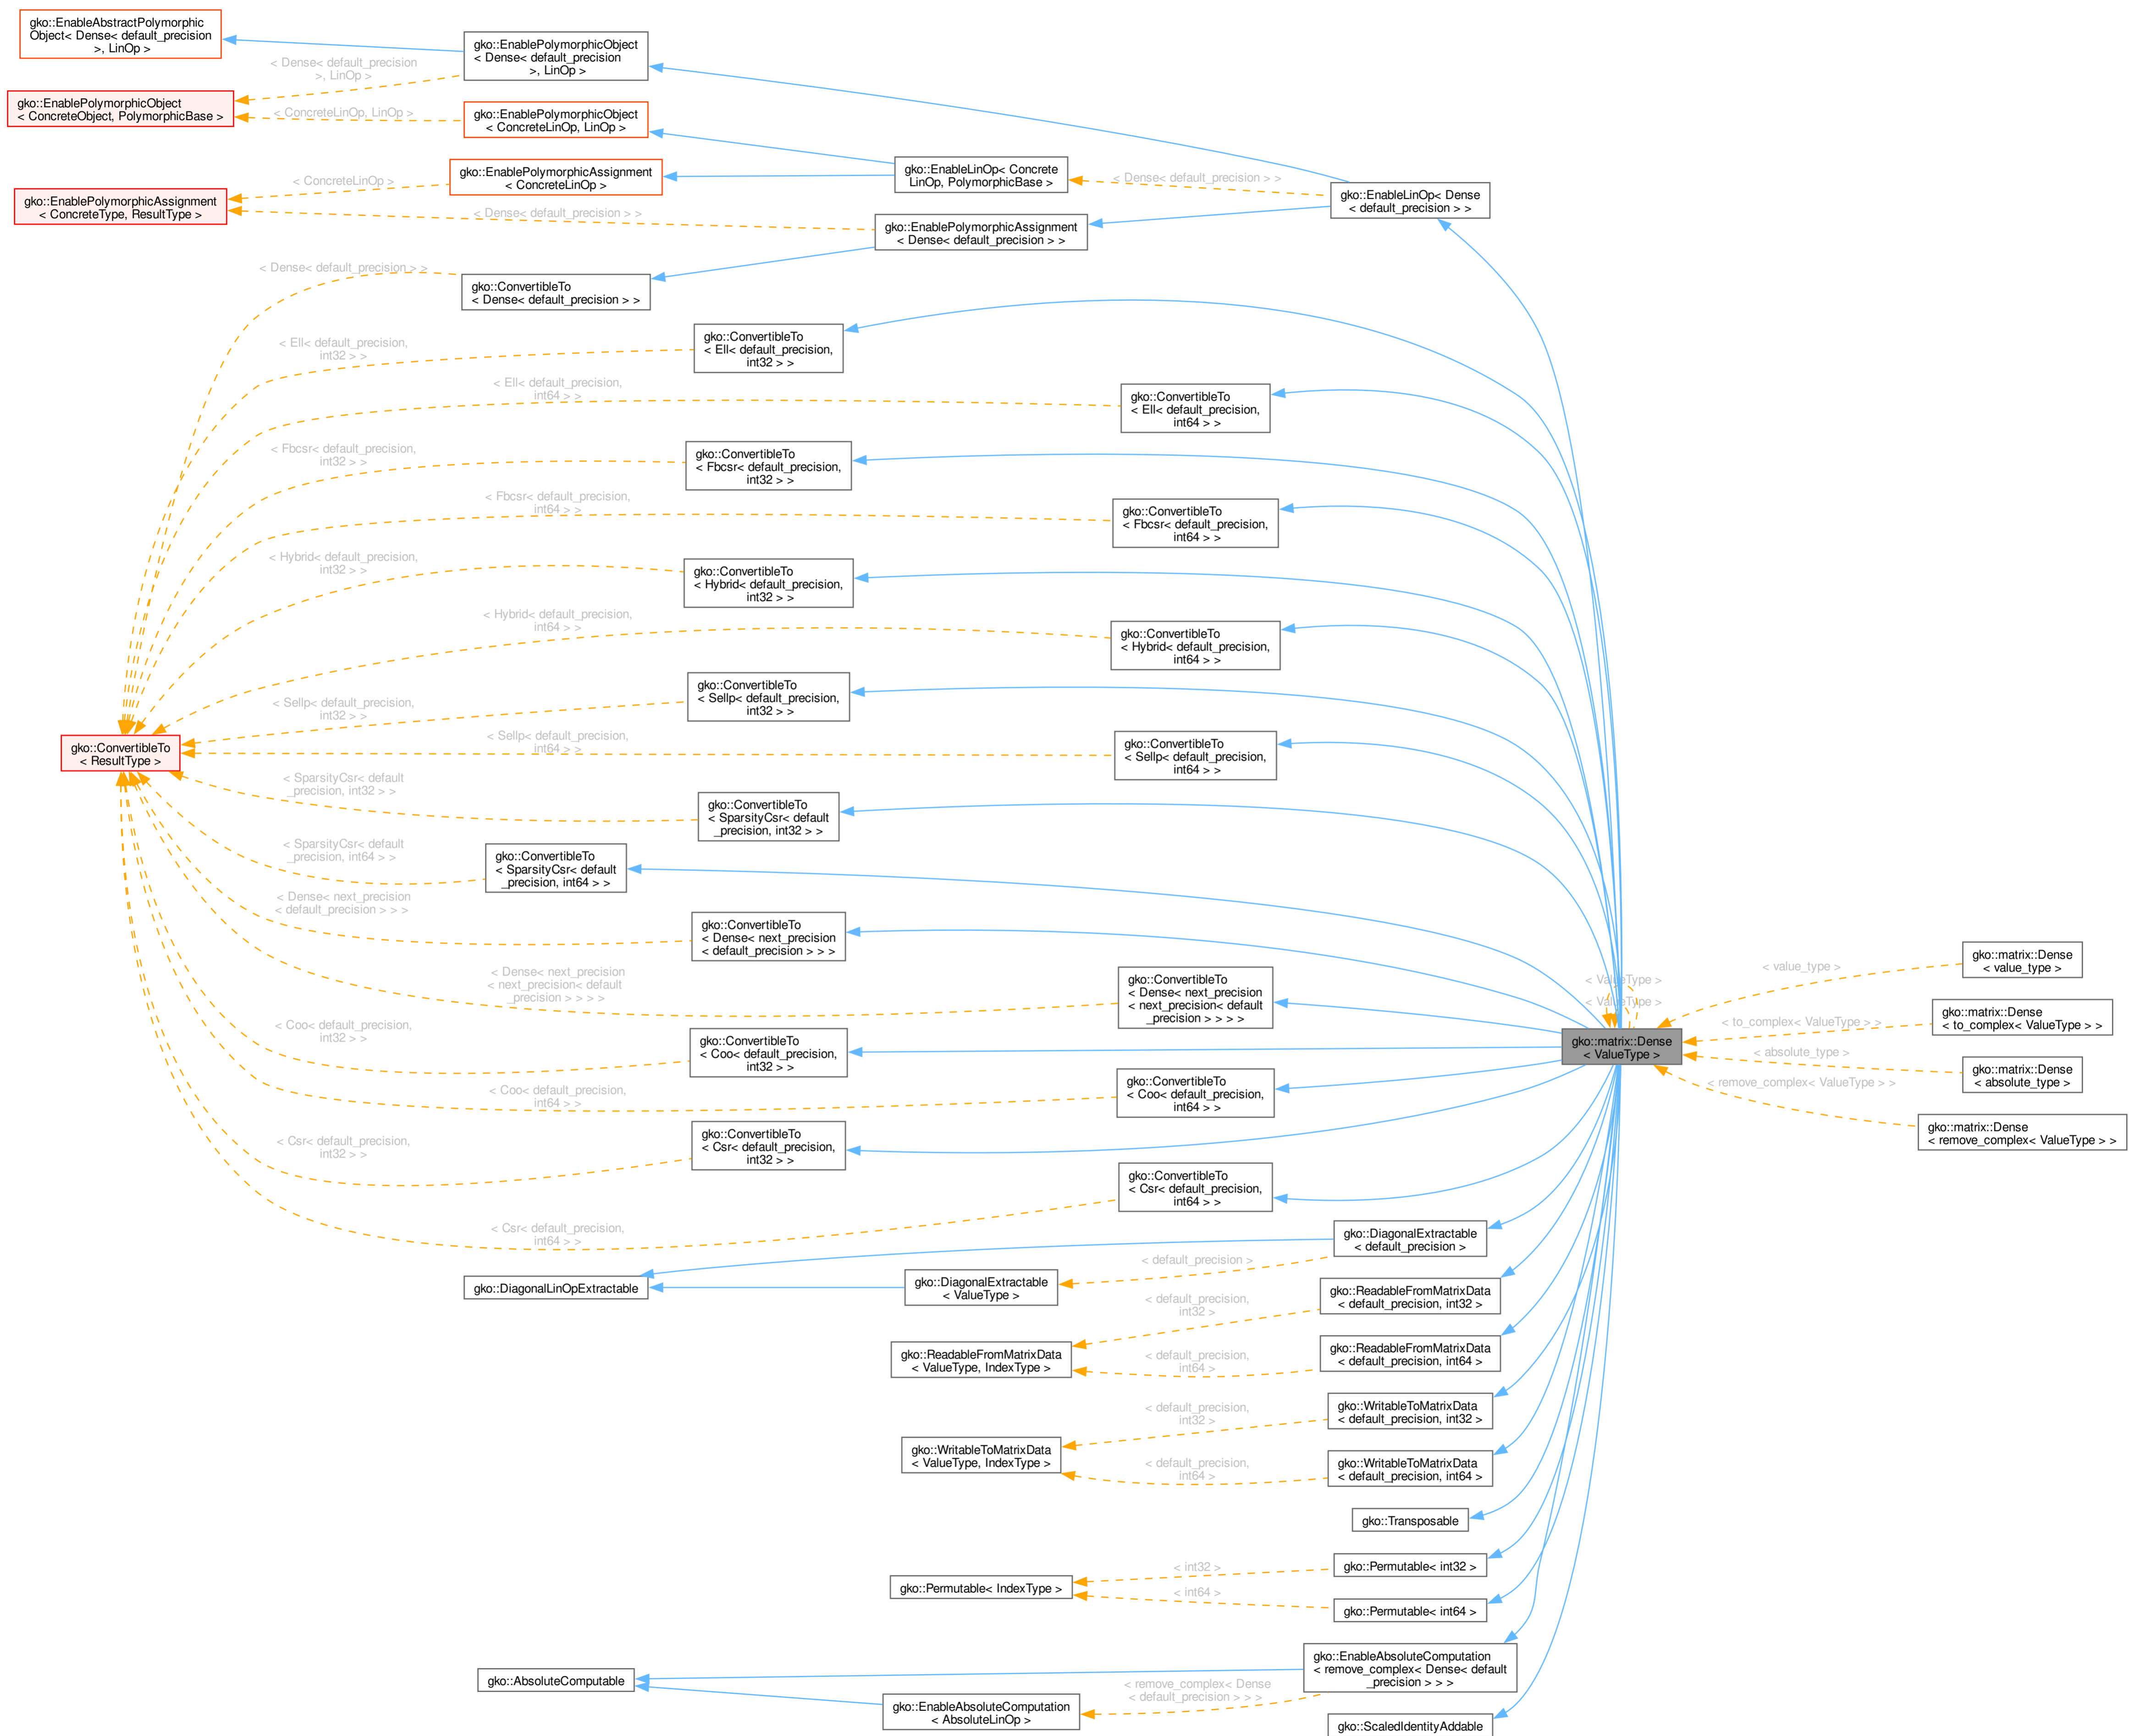 gko::EnableAbstractPolymorphic
Object< Dense< default_precision
>, LinOp >
gko::EnablePolymorphicObject
< Dense< default_precision
>, LinOp >
< Dense< default_precision
>, LinOp >
gko::EnablePolymorphicObject
< ConcreteObject, PolymorphicBase >
< ConcreteLinOp, LinOp >
gko::EnablePolymorphicObject
< ConcreteLinOp, LinOp >
gko::EnablePolymorphicAssignment
< ConcreteLinOp >
gko::EnableLinOp< Concrete
LinOp, PolymorphicBase >
< Dense< default_precision > >
gko::EnableLinOp< Dense
< default_precision > >
< ConcreteLinOp >
gko::EnablePolymorphicAssignment
< ConcreteType, ResultType >
< Dense< default_precision > >
gko::EnablePolymorphicAssignment
< Dense< default_precision > >
< Dense< default_precision > >
gko::ConvertibleTo
< Dense< default_precision > >
< Ell< default_precision,
int32 > >
gko::ConvertibleTo
< Ell< default_precision,
int32 > >
< Ell< default_precision,
int64 > >
gko::ConvertibleTo
< Ell< default_precision,
int64 > >
< Fbcsr< default_precision,
int32 > >
gko::ConvertibleTo
< Fbcsr< default_precision,
int32 > >
< Fbcsr< default_precision,
int64 > >
gko::ConvertibleTo
< Fbcsr< default_precision,
int64 > >
< Hybrid< default_precision,
int32 > >
gko::ConvertibleTo
< Hybrid< default_precision,
int32 > >
< Hybrid< default_precision,
int64 > >
gko::ConvertibleTo
< Hybrid< default_precision,
int64 > >
< Sellp< default_precision,
int32 > >
gko::ConvertibleTo
< Sellp< default_precision,
int32 > >
gko::ConvertibleTo
< ResultType >
< Sellp< default_precision,
int64 > >
gko::ConvertibleTo
< Sellp< default_precision,
int64 > >
< SparsityCsr< default
_precision, int32 > >
gko::ConvertibleTo
< SparsityCsr< default
_precision, int32 > >
< SparsityCsr< default
_precision, int64 > >
gko::ConvertibleTo
< SparsityCsr< default
_precision, int64 > >
< Dense< next_precision
< default_precision > > >
gko::ConvertibleTo
< Dense< next_precision
< default_precision > > >
< Dense< next_precision
< next_precision< default
_precision > > > >
gko::ConvertibleTo
< Dense< next_precision
< next_precision< default
_precision > > > >
< ValueType >
< ValueType >
gko::matrix::Dense
< ValueType >
< value_type >
gko::matrix::Dense
< value_type >
< to_complex< ValueType > >
gko::matrix::Dense
< to_complex< ValueType > >
< absolute_type >
gko::matrix::Dense
< absolute_type >
< remove_complex< ValueType > >
gko::matrix::Dense
< remove_complex< ValueType > >
< Coo< default_precision,
int32 > >
gko::ConvertibleTo
< Coo< default_precision,
int32 > >
< Coo< default_precision,
int64 > >
gko::ConvertibleTo
< Coo< default_precision,
int64 > >
< Csr< default_precision,
int32 > >
gko::ConvertibleTo
< Csr< default_precision,
int32 > >
< Csr< default_precision,
int64 > >
gko::ConvertibleTo
< Csr< default_precision,
int64 > >
gko::DiagonalExtractable
< default_precision >
gko::DiagonalLinOpExtractable
gko::DiagonalExtractable
< ValueType >
< default_precision >
gko::ReadableFromMatrixData
< default_precision, int32 >
< default_precision,
int32 >
gko::ReadableFromMatrixData
< ValueType, IndexType >
< default_precision,
int64 >
gko::ReadableFromMatrixData
< default_precision, int64 >
< default_precision,
int32 >
gko::WritableToMatrixData
< default_precision, int32 >
gko::WritableToMatrixData
< ValueType, IndexType >
< default_precision,
int64 >
gko::WritableToMatrixData
< default_precision, int64 >
gko::Transposable
< int32 >
gko::Permutable< int32 >
gko::Permutable< IndexType >
< int64 >
gko::Permutable< int64 >
gko::EnableAbsoluteComputation
< remove_complex< Dense< default
_precision > > >
gko::AbsoluteComputable
< remove_complex< Dense
< default_precision > > >
gko::EnableAbsoluteComputation
< AbsoluteLinOp >
gko::ScaledIdentityAddable